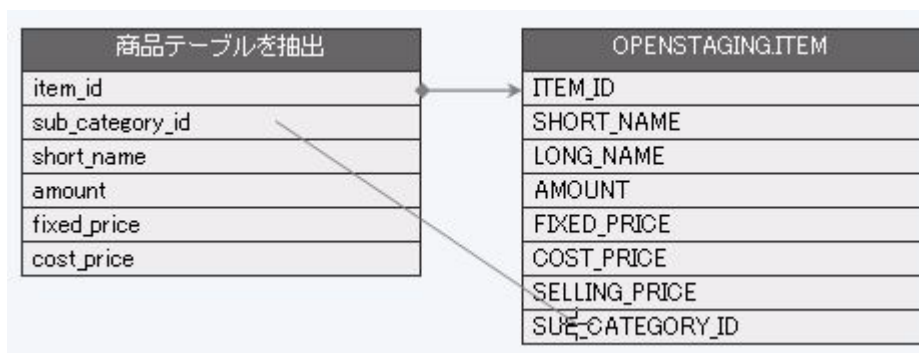 商品テーブルを抽出
item_id
sub_category_id
short_name
amount
fixed_price
cost_price
OPENSTAGING.ITEM
ITEM_ID
SHORT_NAME
LONG_NAME
AMOUNT
FIXED_PRICE
COST_PRICE
SELLING_PRICE
SUB_CATEGORY_ID